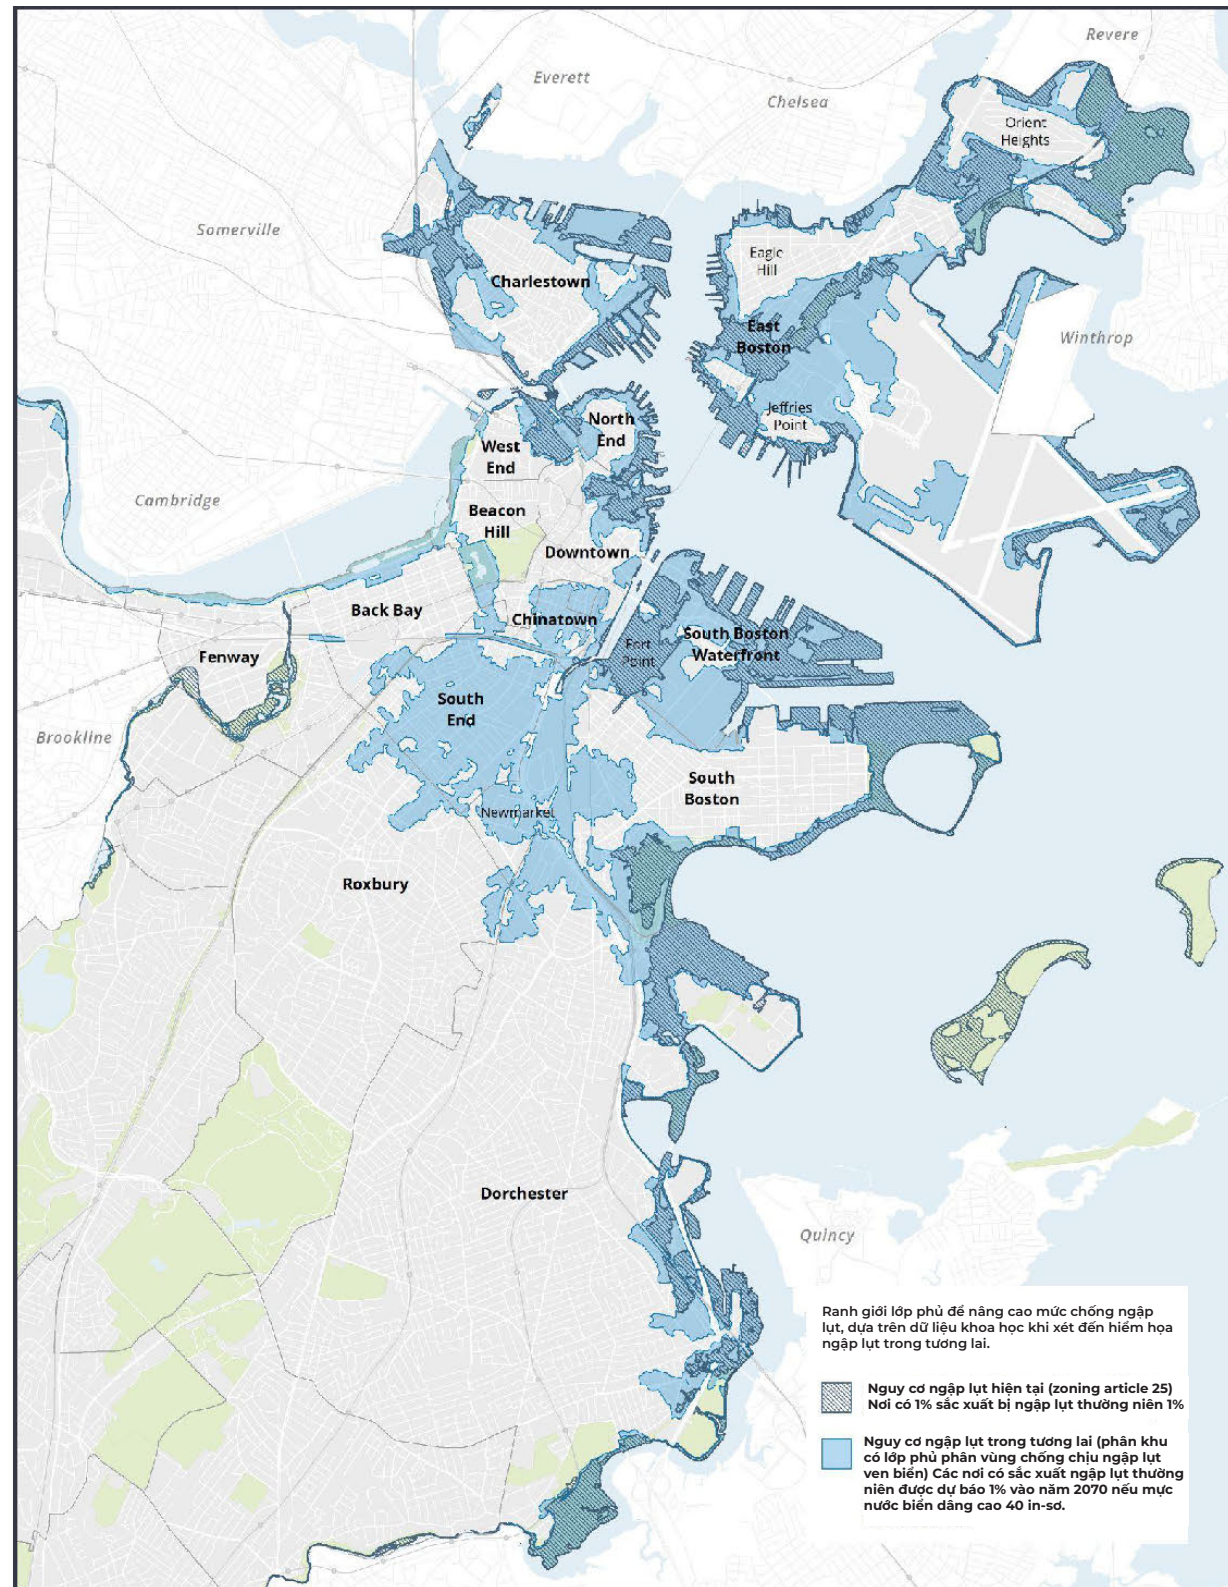 Revere
Everett
Chelsea
Orient
Heights
Somerville
Eagle
Hill
Charlestown
East
Boston
Winthrop
Jeffries
Point
North
End
West
End
Cambridge
Beacon
Hill
Downtown
Back Bay
Chinatown
South Boston
Waterfront
Fort
Point
Fenway
South
End
Brookline
South
Boston
Newmarket
Roxbury
Dorchester
Quincy
Ranh giới lớp phủ để nâng cao mức chống ngập
lụt, dựa trên dữ liệu khoa học khi xét đến hiểm họa
ngập lụt trong tương lai.
Nguy cơ ngập lụt hiện tại (zoning article 25)
Nơi có 1% sắc xuất bị ngập lụt thường niên 1%
Nguy cơ ngập lụt trong tương lai (phân khu
có lớp phủ phân vùng chống chịu ngập lụt
ven biển) Các nơi có sắc xuất ngập lụt thường
niên được dự báo 1% vào năm 2070 nếu mực
nước biển dâng cao 40 in-sơ.